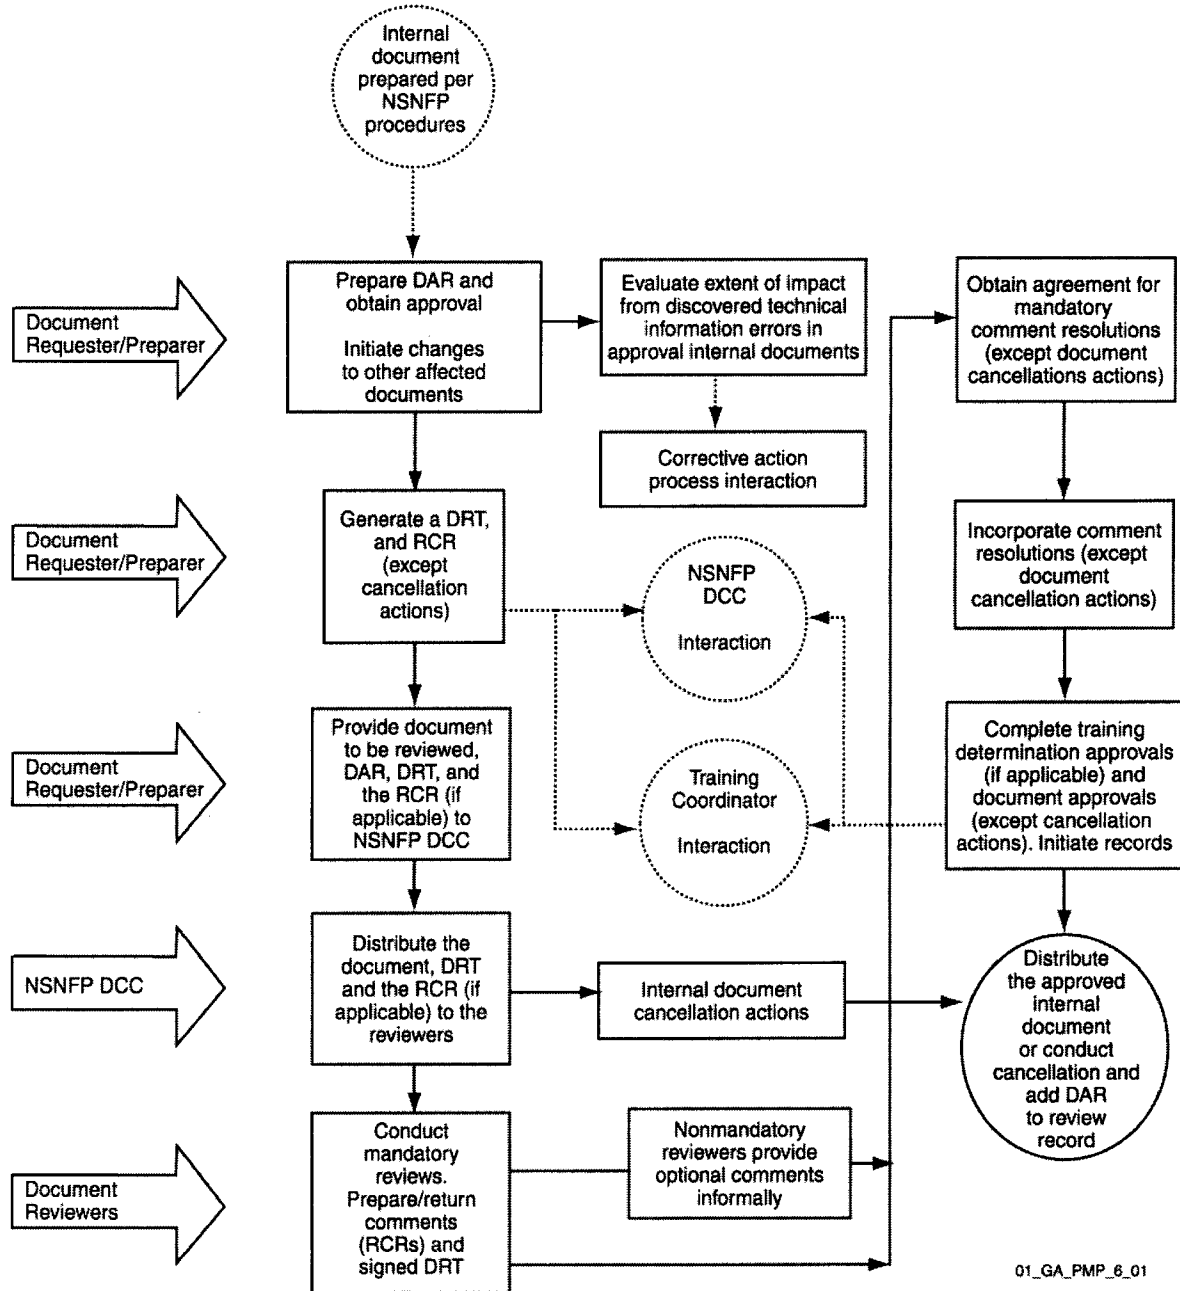 Internal
document
prepared per
NSNFP
procedures
Document
Requester/Preparer
Prepare DAR and
obtain approval
Initiate changes
to other affected
documents
Evaluate extent of impact
from discovered technical
information errors in
approval internal documents
Obtain agreement for
mandatory
comment resolutions
(except document
cancellations actions)
Corrective action
process interaction
Document
Requester/Preparer
Generate a DRT,
and RCR
(except
cancellation
actions)
NSNFP
DCC
Interaction
Incorporate comment
resolutions (except
document
cancellation actions)
Document
Requester/Preparer
Provide document
to be reviewed,
DAR, DRT, and
the RCR (if
applicable) to
NSNFP DCC
Training
Coordinator
Interaction
Complete training
determination approvals
(if applicable) and
document approvals
(except cancellation
actions). Initiate records
NSNFP DCC
Distribute the
document, DRT
and the RCR (if
applicable) to the
reviewers
Internal document
cancellation actions
Distribute
the approved
internal
document
or conduct
cancellation and
add DAR
to review
record
Document
Reviewers
Conduct
mandatory
reviews.
Prepare/return
comments
(RCRs) and
signed DRT
Nonmandatory
reviewers provide
optional comments
informally
01_GA_PMP_6_01